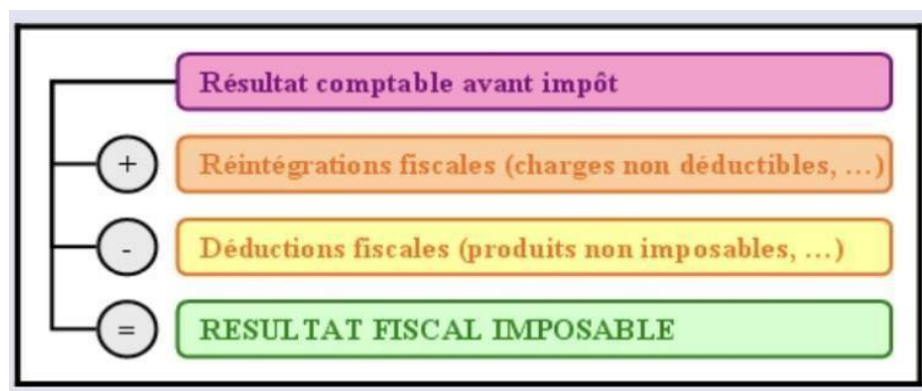 Résultat comptable avant impôt
+ Réintégrations fiscales (charges non déductibles, ...)
- Déductions fiscales (produits non imposables, ...)
= RESULTAT FISCAL IMPOSABLE